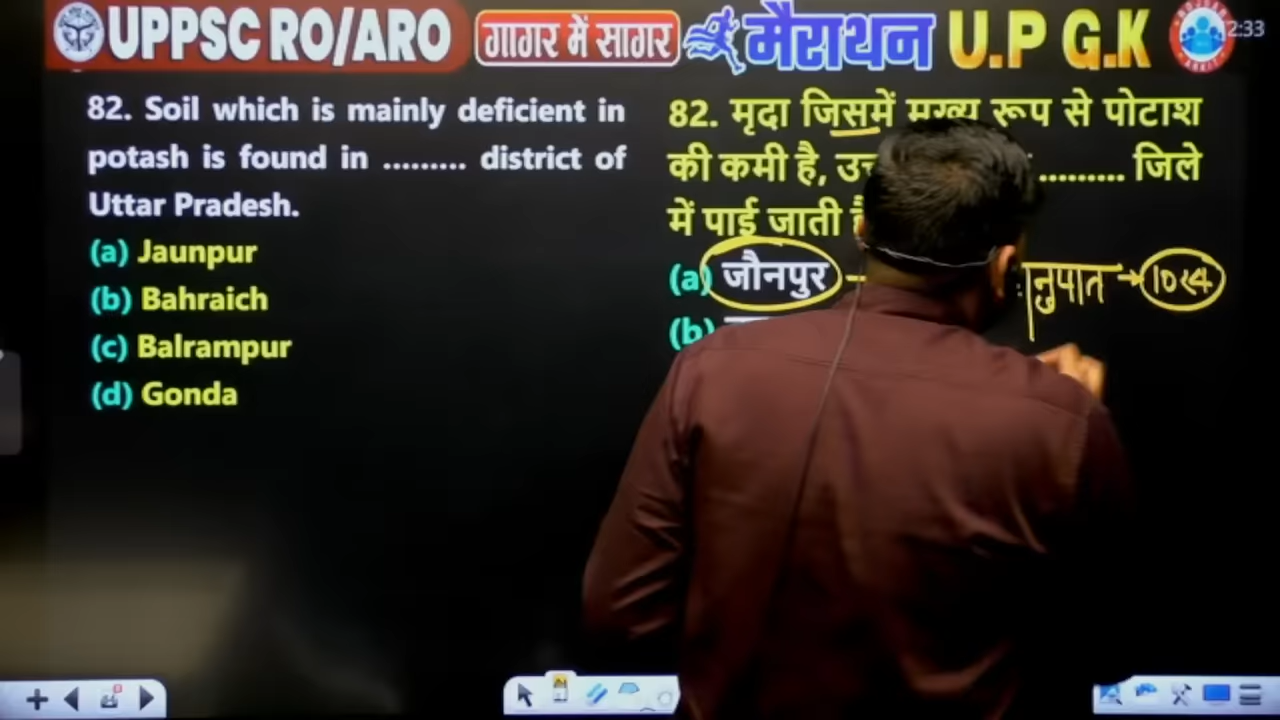 UPPSC RO/ARO
गागर में सागर
मैराथन U.P G.K
2:33
82. Soil which is mainly deficient in
potash is found in ......... district of
Uttar Pradesh.
(a) Jaunpur
(b) Bahraich
(c) Balrampur
(d) Gonda
82. मृदा जिसमें मुख्य रूप से पोटाश
की कमी है, ......... जिले
में पाई जाती
(a) जौनपुर
नुपात → 1024
(b)